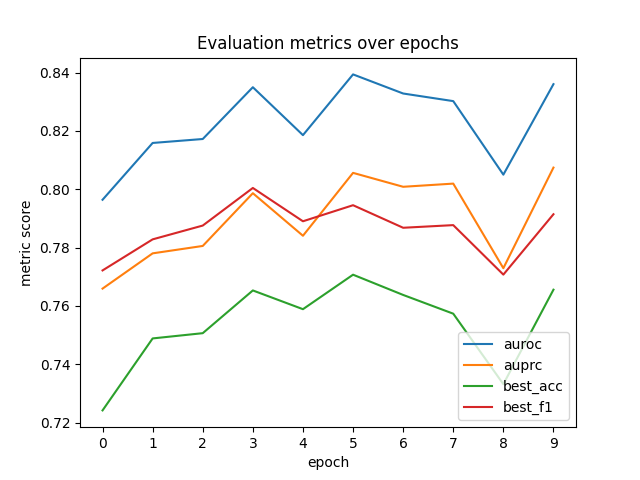 Evaluation metrics over epochs
metric score
0.84
0.82
0.80
0.78
0.76
0.74
0.72
auroc
auprc
best_acc
best_f1
0 1 2 3 4 5 6 7 8 9
epoch